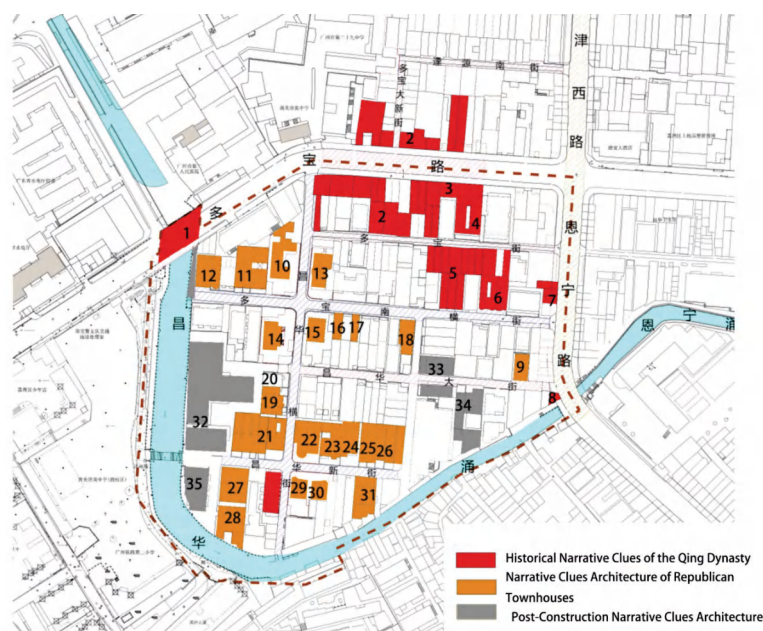 津
西
路
逢源南街
多宝大新街
2
宝
路
多
3
1
2
4
恩
多宝街
10
5
12
11
13
昌
6
7
宁
多宝南横街
恩宁涌
昌
14
15
16
17
18
华
路
33
9
昌华大街
20
8
19
34
横
32
21
22
23
24
25
26
涌
昌华新街
35
27
街
29
30
31
28
华
Historical Narrative Clues of the Qing Dynasty
Narrative Clues Architecture of Republican
Townhouses
Post-Construction Narrative Clues Architecture